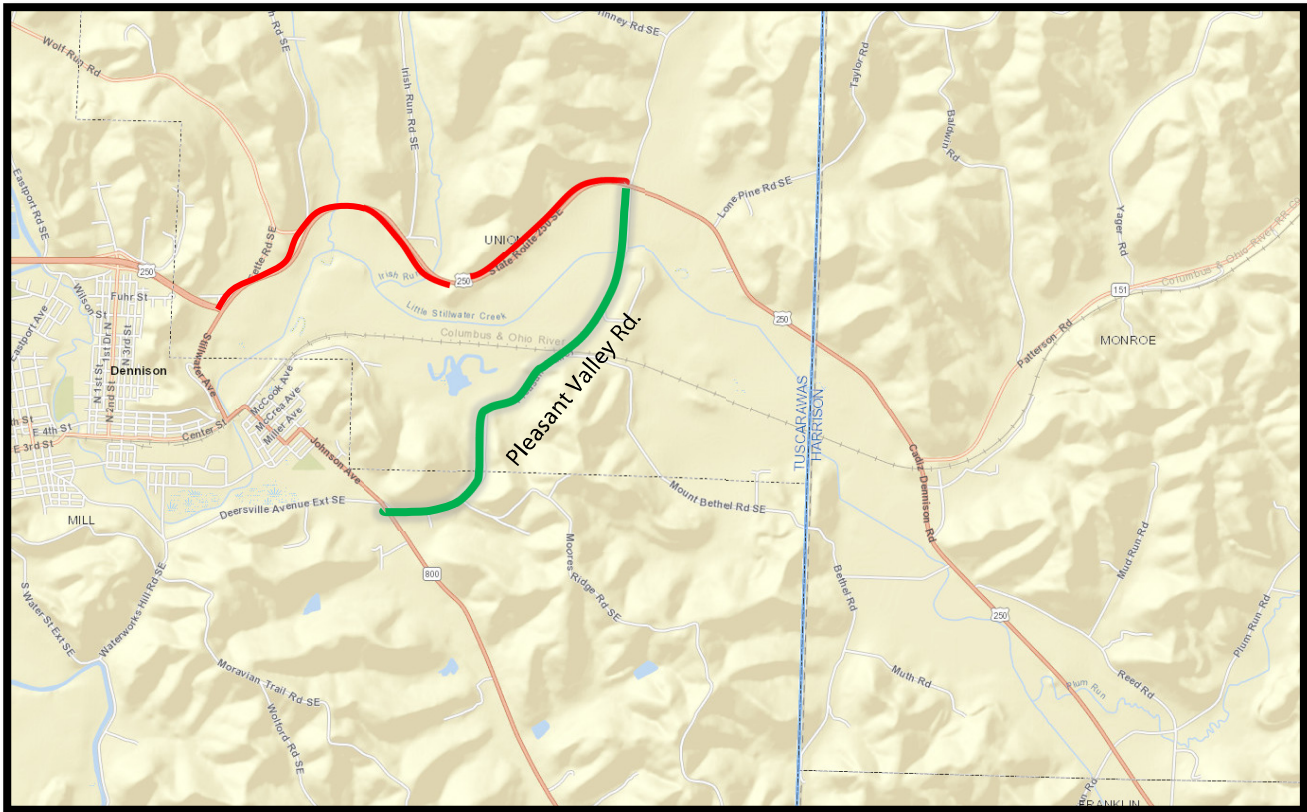 Tinney Rd SE
Wolf Run Rd
Irish Run Rd SE
Taylor Rd
Baldwin Rd
Eastport Rd SE
Lone Pine Rd SE
Yager Rd
UNION
State Route 250 SE
250
250
Irish Run
Columbus & Ohio River RR Co
151
Wilson St
Fuhr St
Little Stillwater Creek
250
Eastport Ave
N 1st St
1st Dr N
N 2nd St
N 3rd St
Stillwater Ave
Columbus & Ohio River
Pleasant Valley Rd.
Patterson Rd
MONROE
Dennison
McCook Ave
McCrea Ave
Miller Ave
TUSCARAWAS
HARRISON
E 4th St
E 3rd St
Center St
Johnson Ave
Cadiz Dennison Rd
Mount Bethel Rd SE
Deersville Avenue Ext SE
MILL
Moores Ridge Rd SE
Mud Run Rd
800
Bethel Rd
S Water St Ext SE
Waterworks Hill Rd SE
250
Plum Run Rd
Moravian Trail Rd SE
Muth Rd
Reed Rd
Plum Run
Wolford Rd SE
FRANKLIN